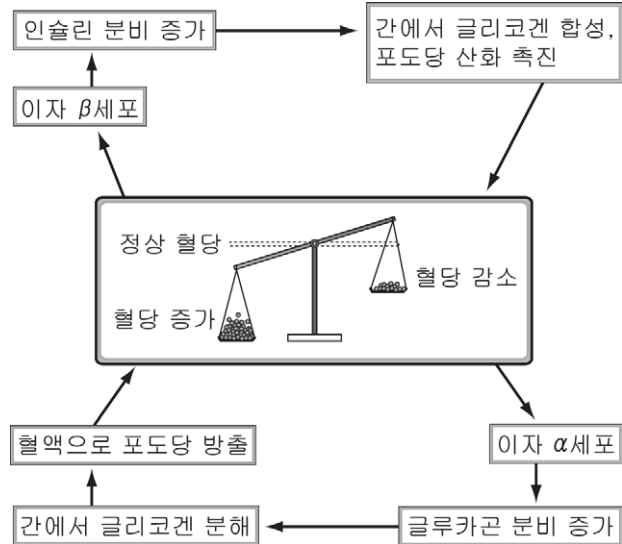 인슐린 분비 증가
간에서 글리코겐 합성,
포도당 산화 촉진
이자 β세포
정상 혈당
혈당 감소
혈당 증가
혈액으로 포도당 방출
이자 α세포
간에서 글리코겐 분해
글루카곤 분비 증가